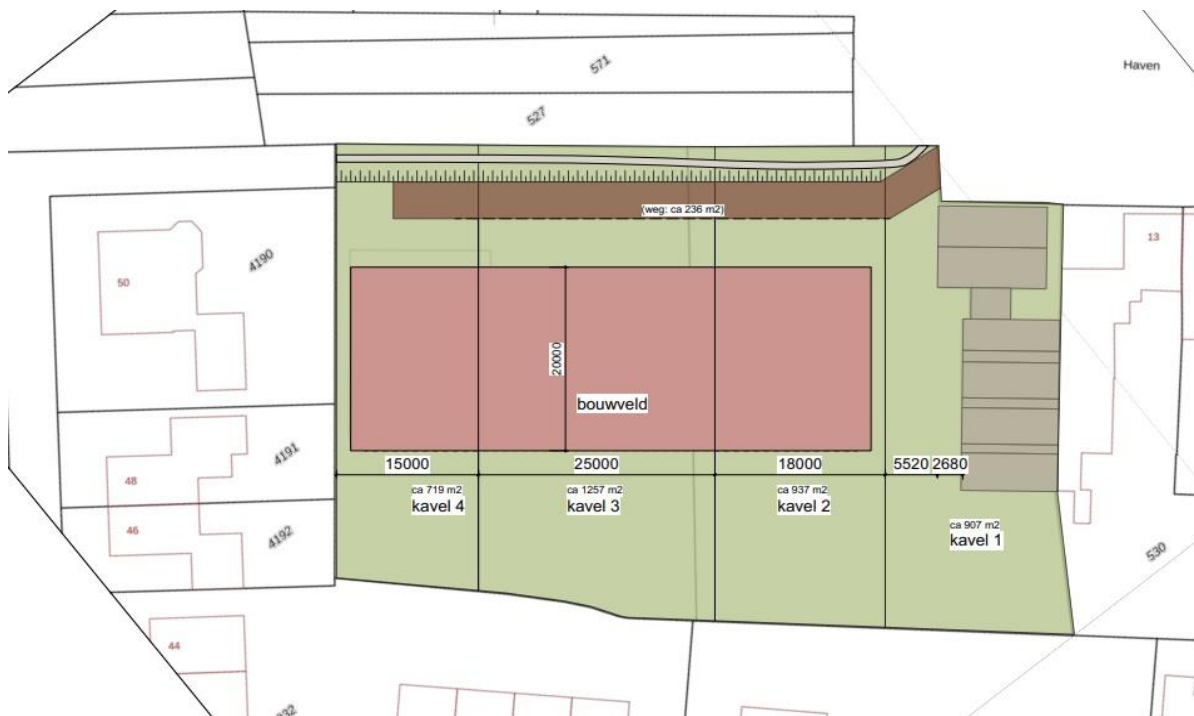 571
Haven
527
(weg: ca 236 m2)
13
4190
50
20000
bouwveld
4191
15000
25000
18000
5520
2680
48
ca 719 m2
kavel 4
ca 1257 m2
kavel 3
ca 937 m2
kavel 2
46
4192
ca 907 m2
kavel 1
530
44